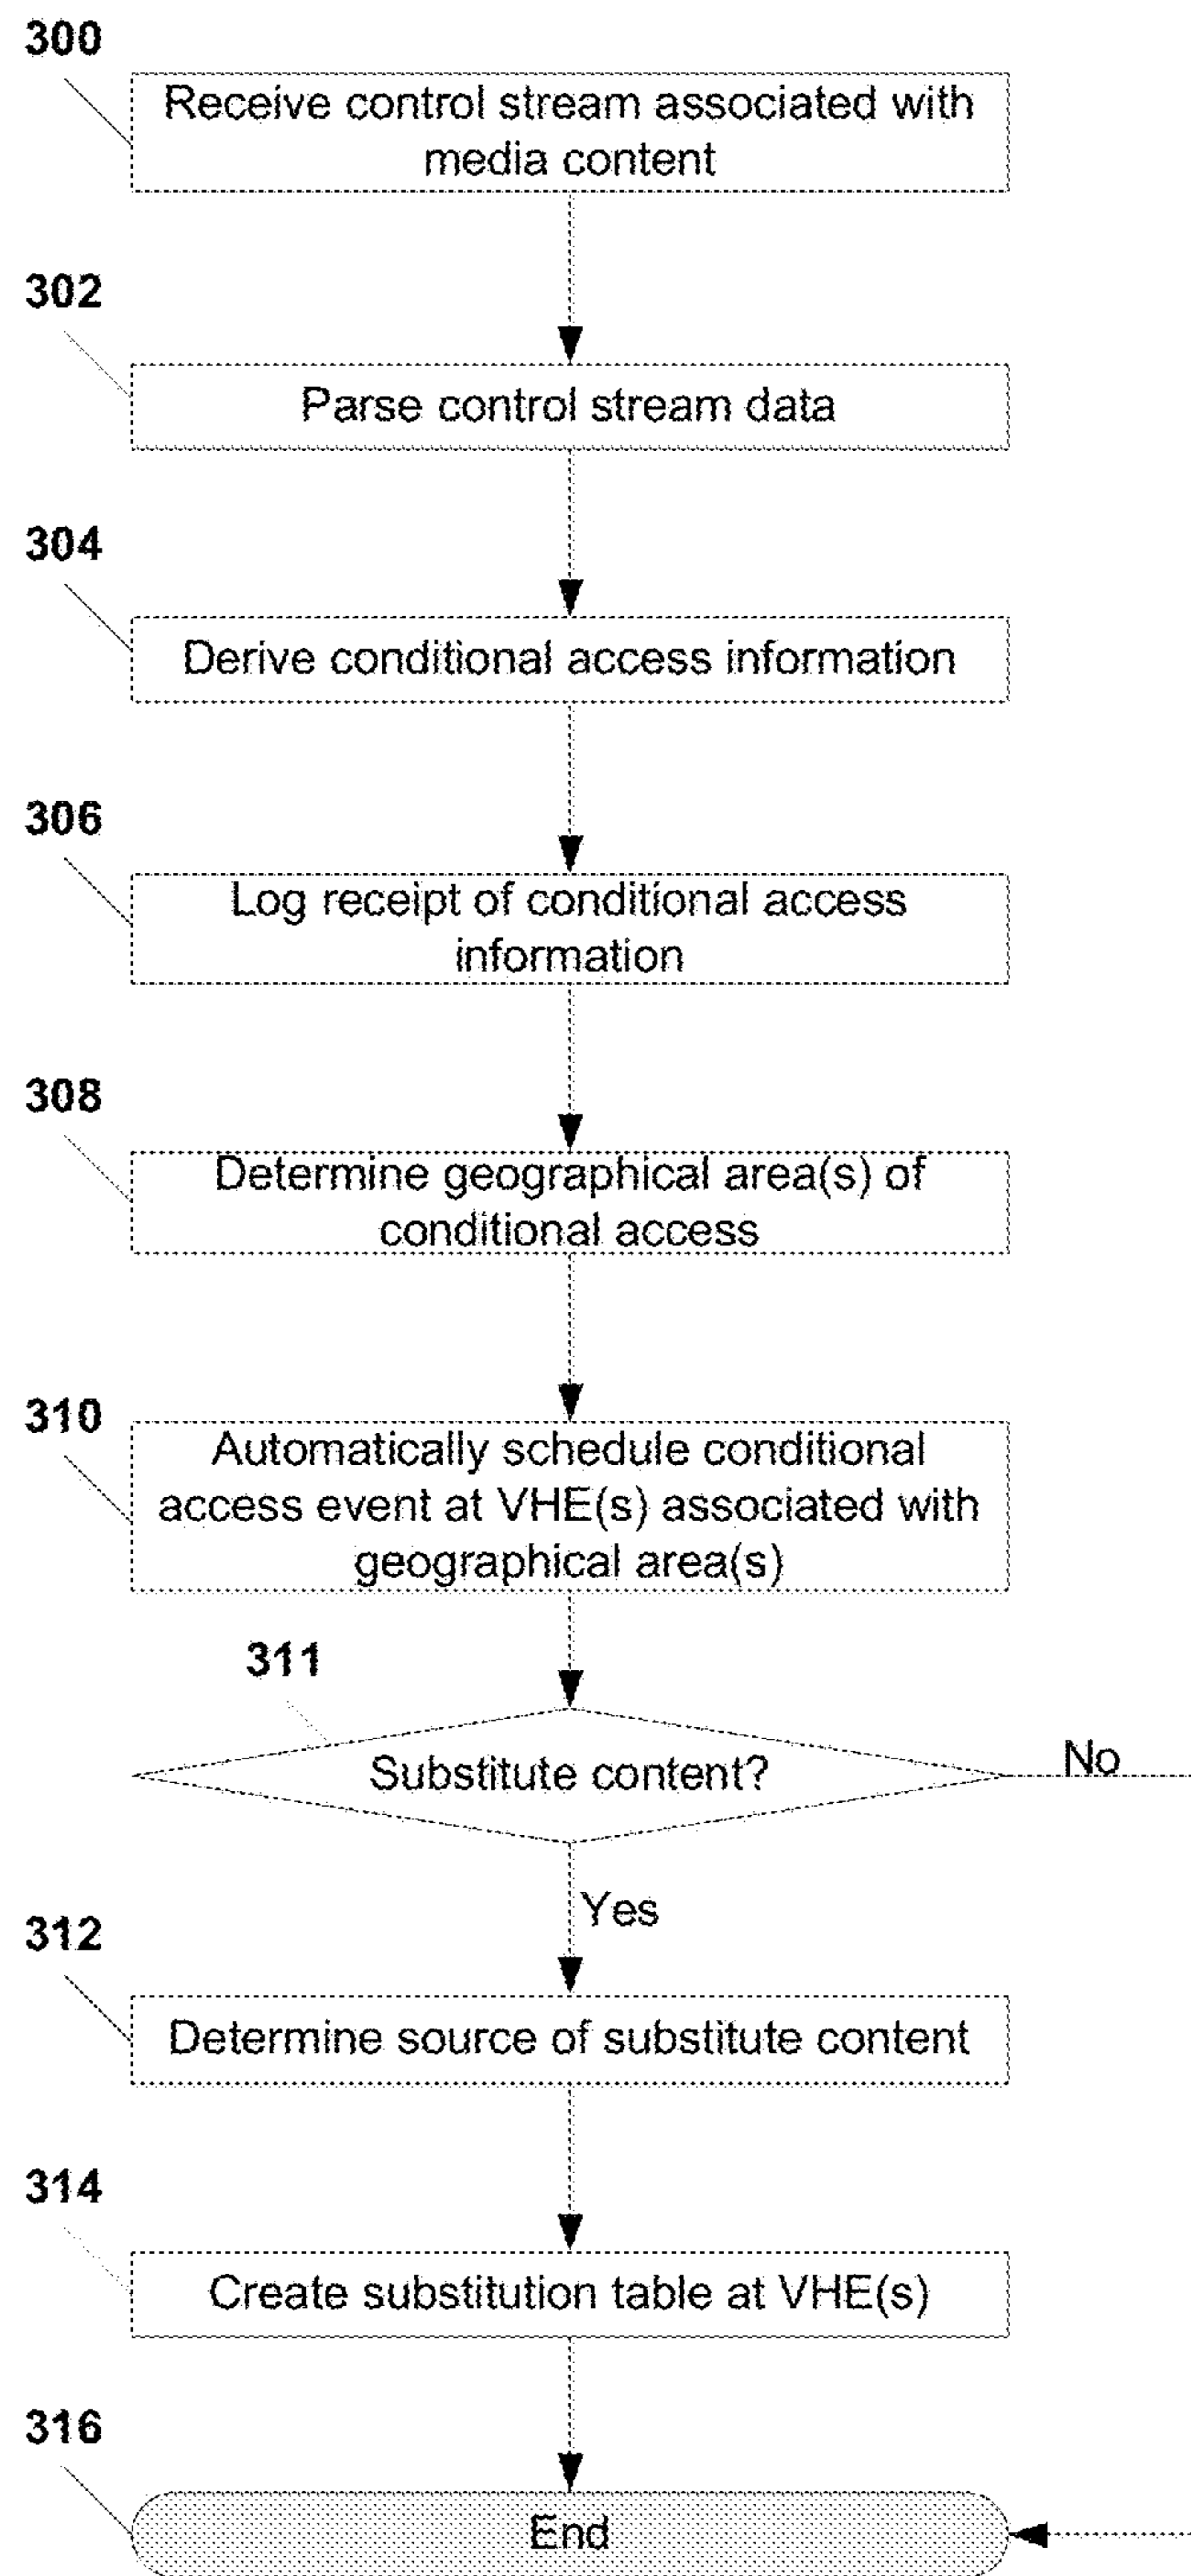 300
Receive control stream associated with
media content
302
Parse control stream data
304
Derive conditional access information
306
Log receipt of conditional access
information
308
Determine geographical area(s) of
conditional access
310
Automatically schedule conditional
access event at VHE(s) associated with
geographical area(s)
311
Substitute content?
No
Yes
312
Determine source of substitute content
314
Create substitution table at VHE(s)
316
End